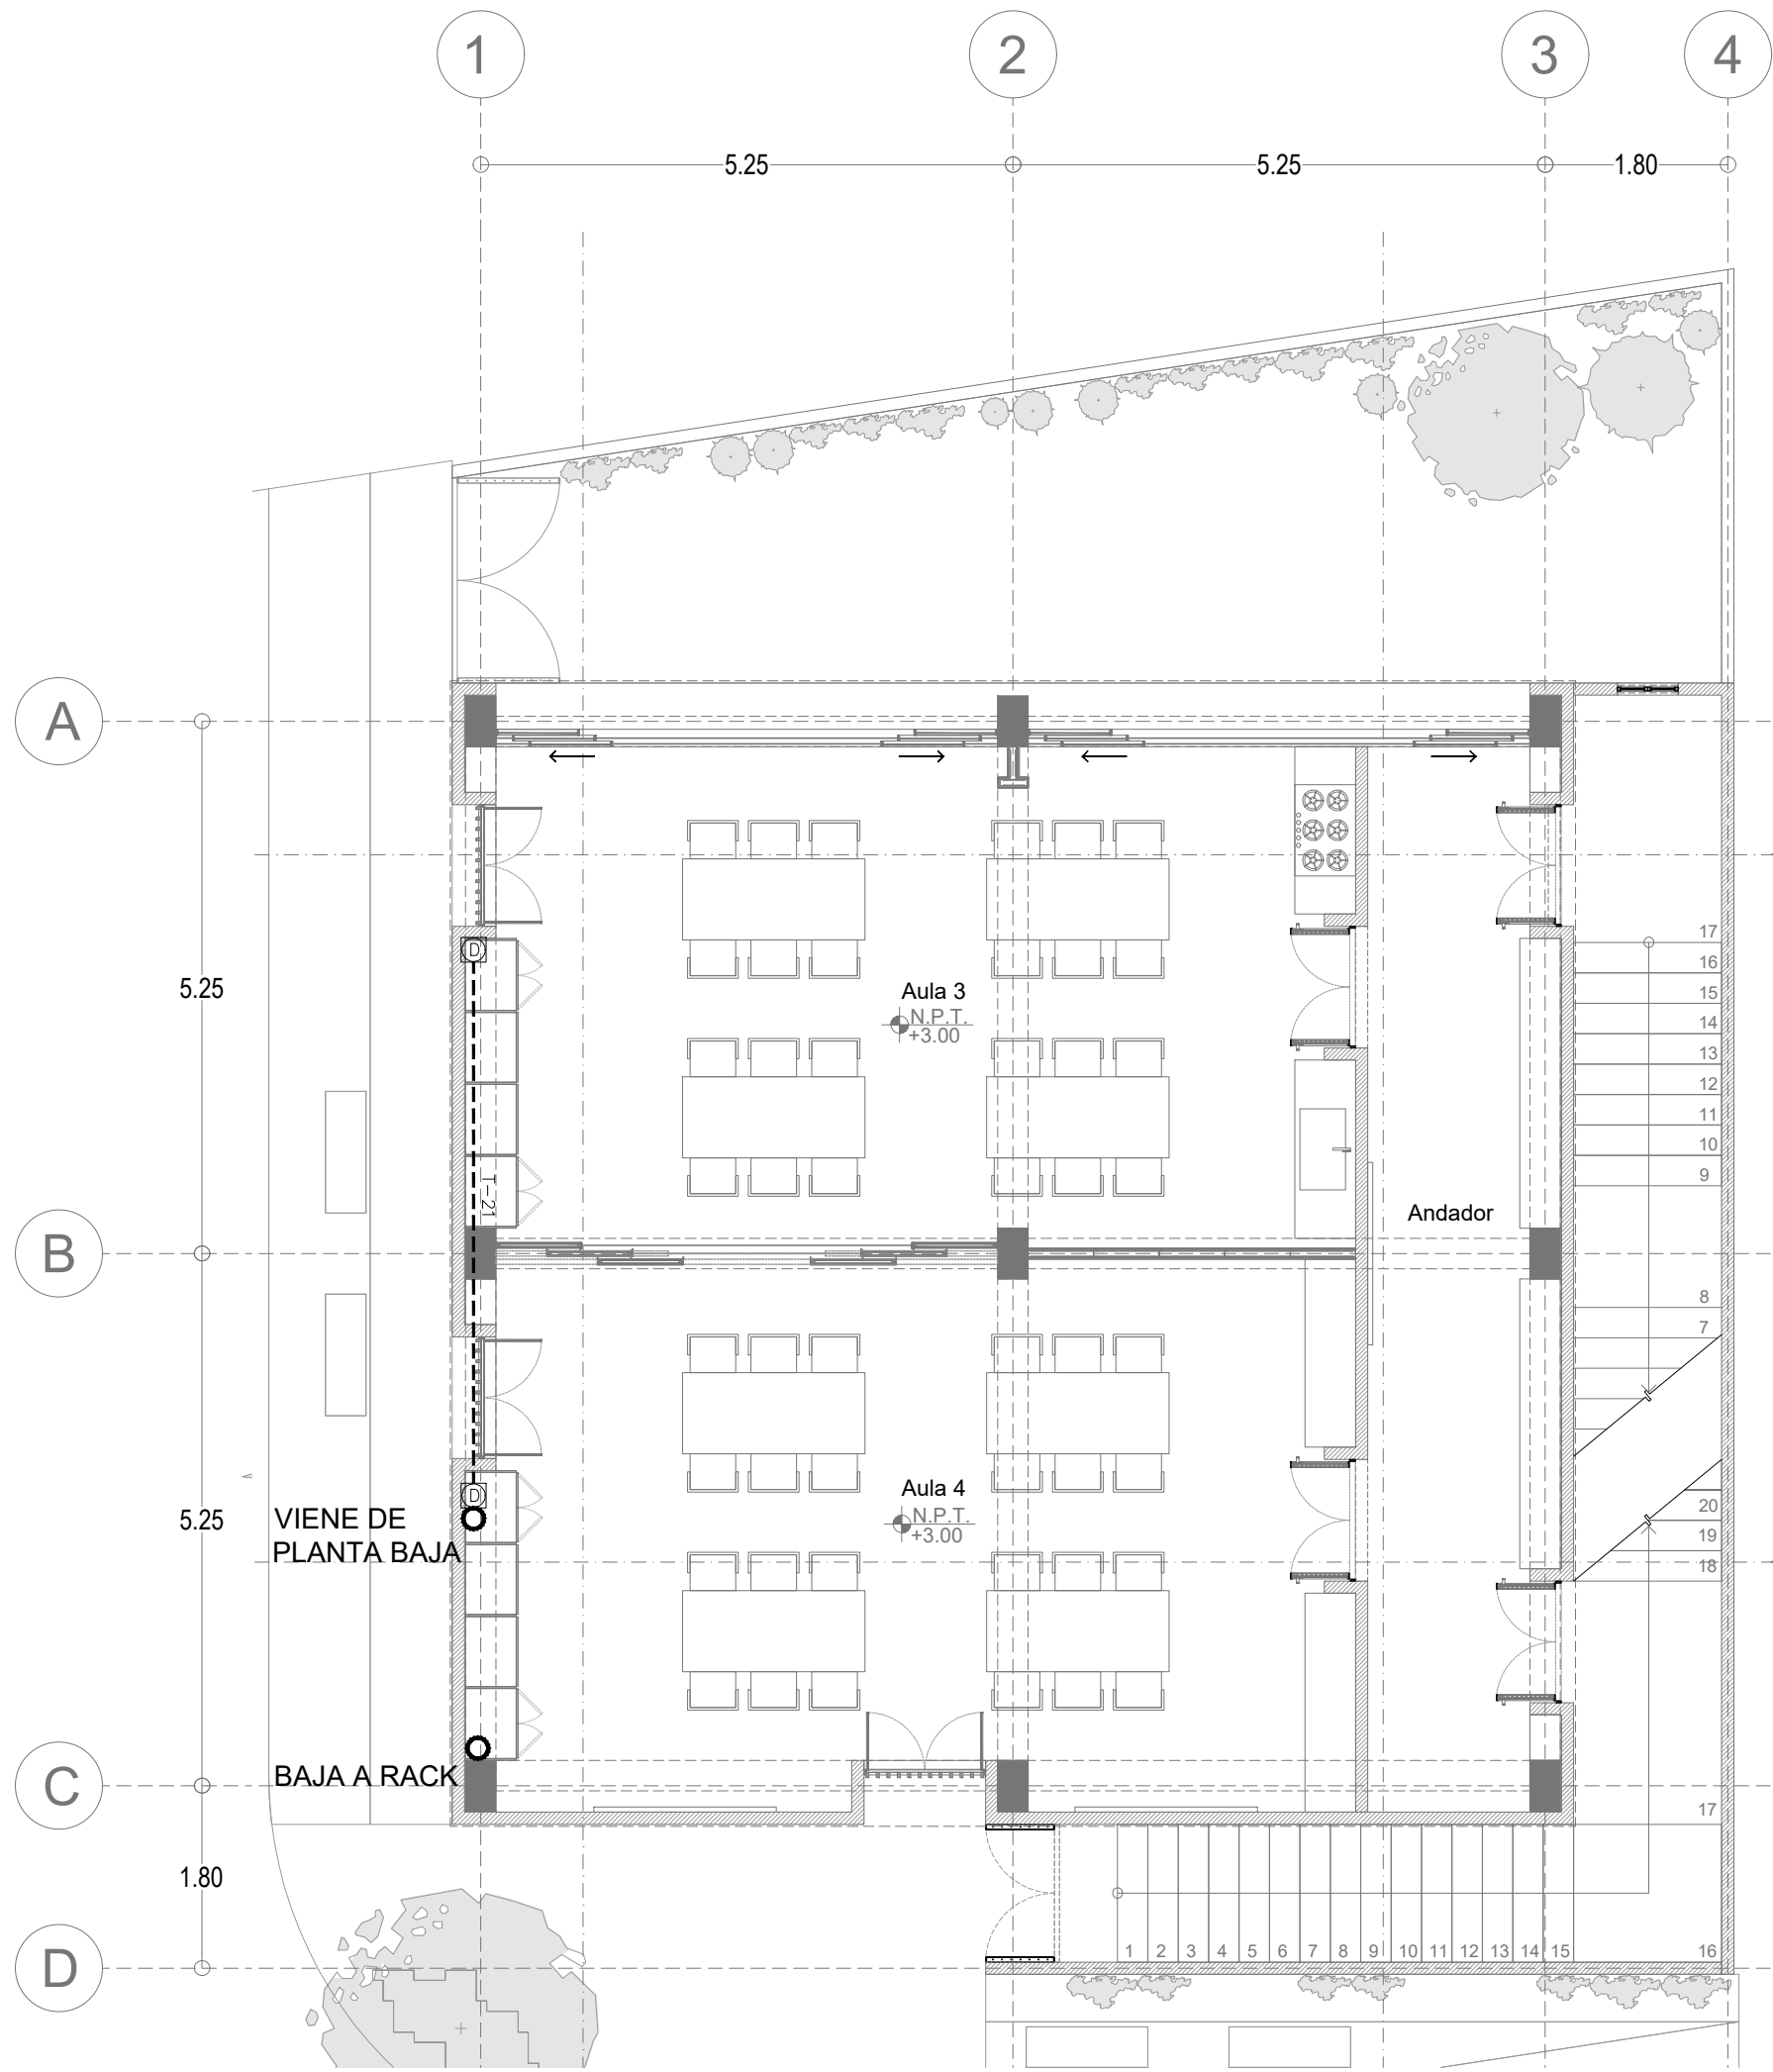 1
2
3
4
5.25
5.25
1.80
A
17
16
D
15
5.25
Aula 3
N.P.T.
+3.00
14
13
12
11
10
T-21
9
Andador
B
8
7
D
Aula 4
20
5.25
VIENE DE
N.P.T.
+3.00
19
PLANTA BAJA
18
BAJA A RACK
C
17
1.80
1 2 3 4 5 6 7 8 9 10 11 12 13 14 15 16
D